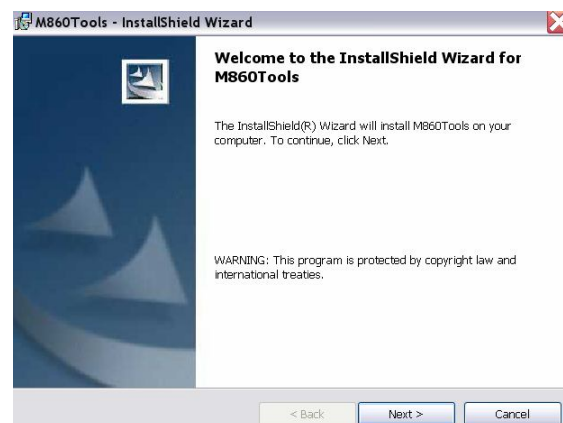 M860Tools - InstallShield Wizard
Welcome to the InstallShield Wizard for
M860Tools
The InstallShield(R) Wizard will install M860Tools on your
computer. To continue, click Next.
WARNING: This program is protected by copyright law and
international treaties.
< Back Next > Cancel